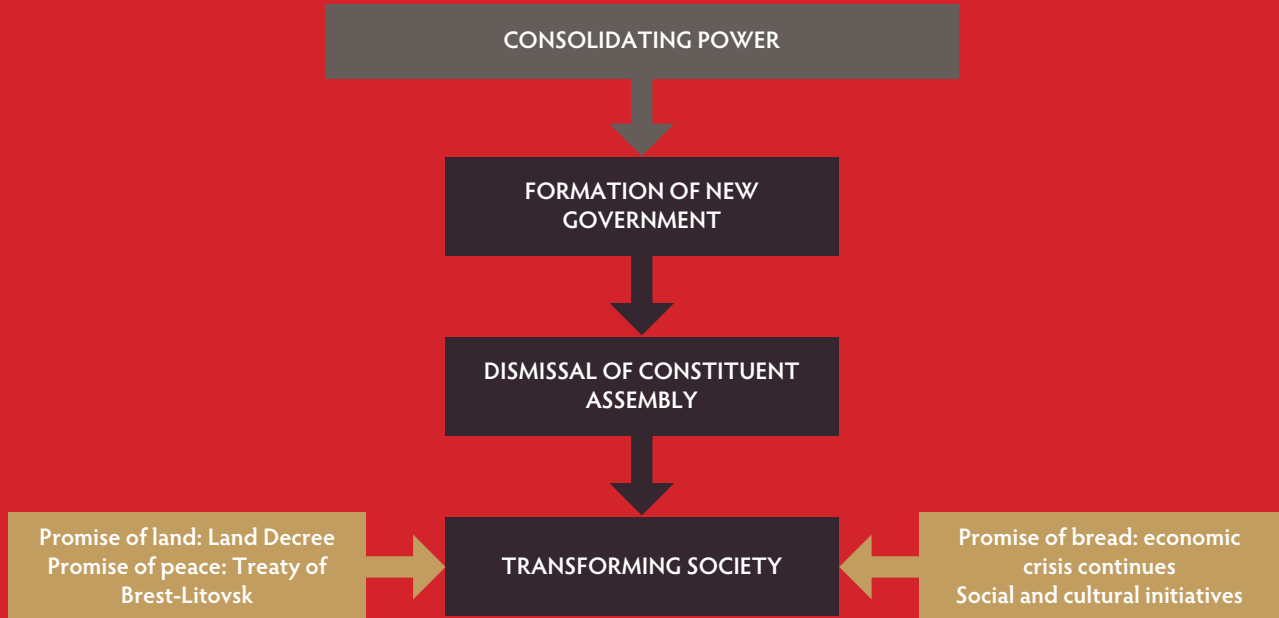 CONSOLIDATING POWER
FORMATION OF NEW
GOVERNMENT
DISMISSAL OF CONSTITUENT
ASSEMBLY
Promise of land: Land Decree
Promise of peace: Treaty of
Brest-Litovsk
TRANSFORMING SOCIETY
Promise of bread: economic
crisis continues
Social and cultural initiatives